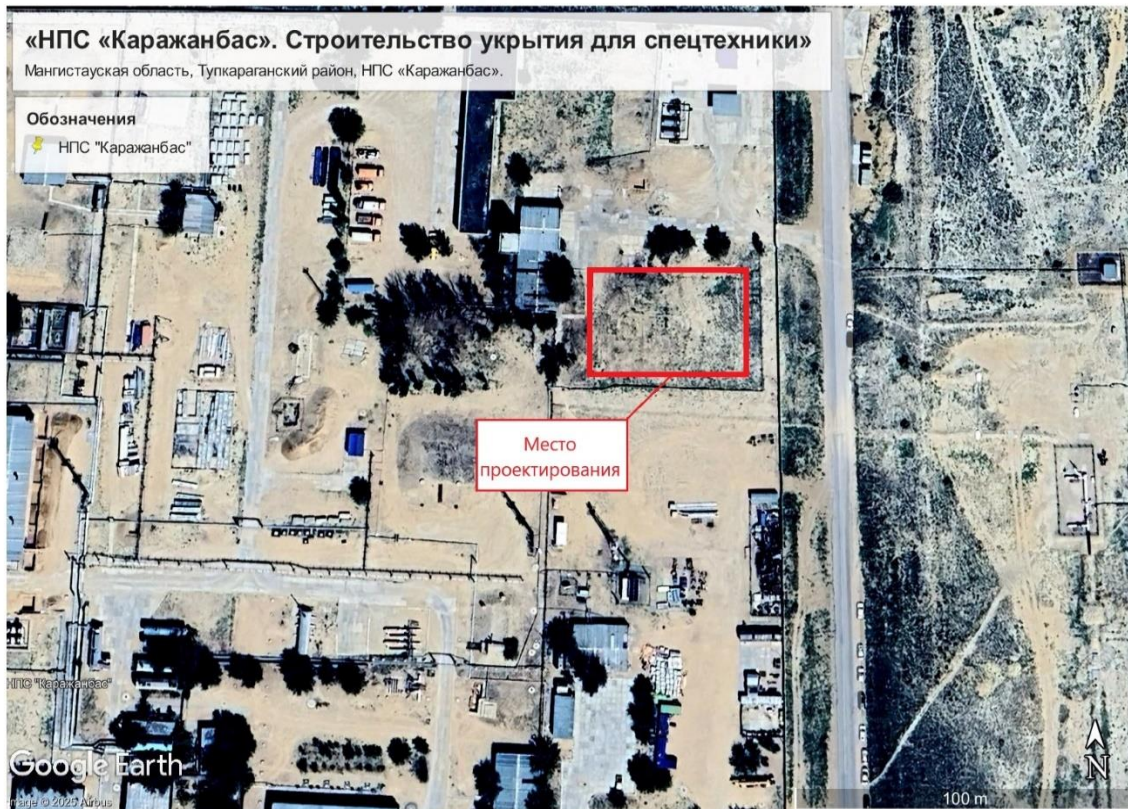 «НПС «Каражанбас». Строительство укрытия для спецтехники»
Мангистауская область, Тупкараганский район, НПС «Каражанбас».
Обозначения
НПС "Каражанбас"
Место
проектирования
НПС "Каражанбас"
Google Earth
Image © 2025 Airbus
N
100 m